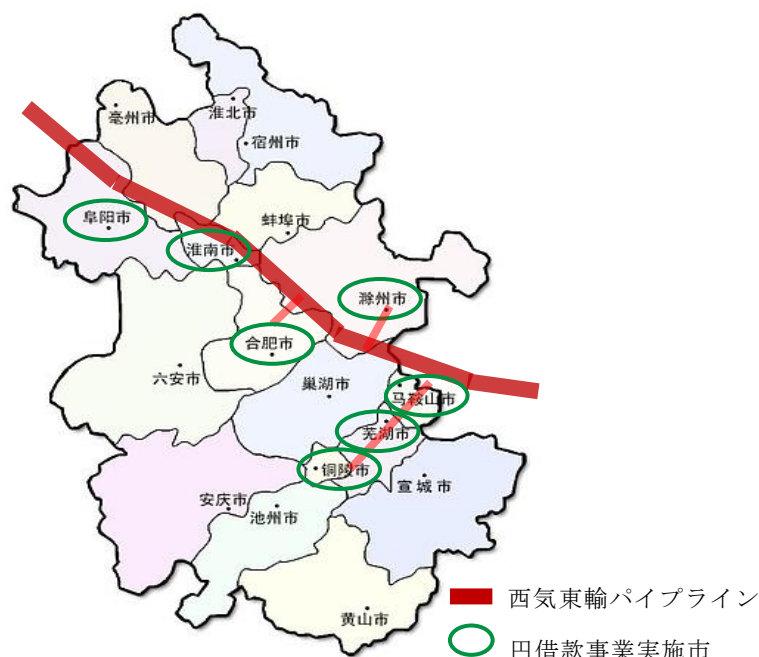 亳州市
淮北市
宿州市
阜阳市
蚌埠市
淮南市
滁州市
合肥市
六安市
巢湖市
马鞍山市
芜湖市
铜陵市
宣城市
安庆市
池州市
黄山市
西気東輸パイプライン
円借款事業実施市